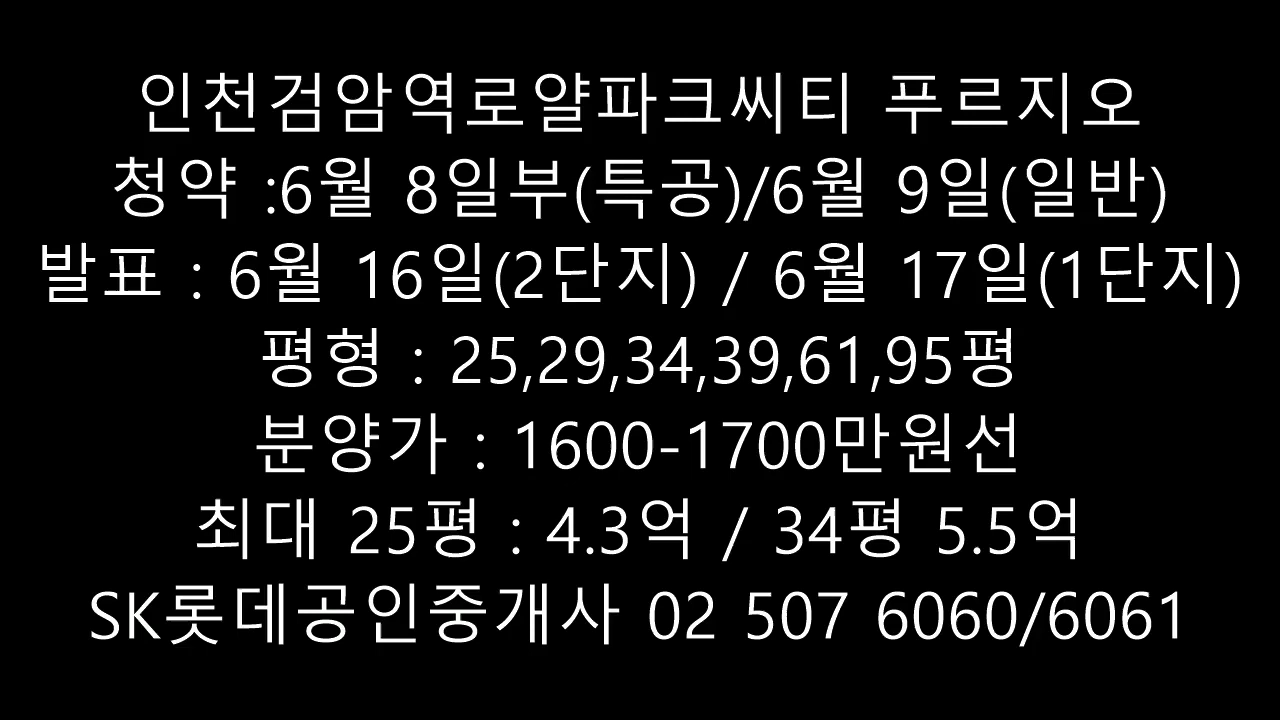 인천검암역로얄파크씨티 푸르지오
청약 :6월 8일부(특공)/6월 9일(일반)
발표 : 6월 16일(2단지) / 6월 17일(1단지)
평형 : 25,29,34,39,61,95평
분양가 : 1600-1700만원선
최대 25평 : 4.3억 / 34평 5.5억
SK롯데공인중개사 02 507 6060/6061